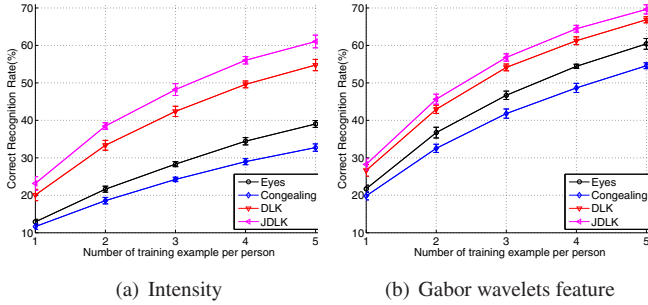 70
60
50
40
30
20
10
Correct Recognition Rate(%)
1 2 3 4 5
Number of training example per person
Eyes
Congealing
DLK
JDLK
(a) Intensity
70
60
50
40
30
20
10
Correct Recognition Rate(%)
1 2 3 4 5
Number of training example per person
Eyes
Congealing
DLK
JDLK
(b) Gabor wavelets feature